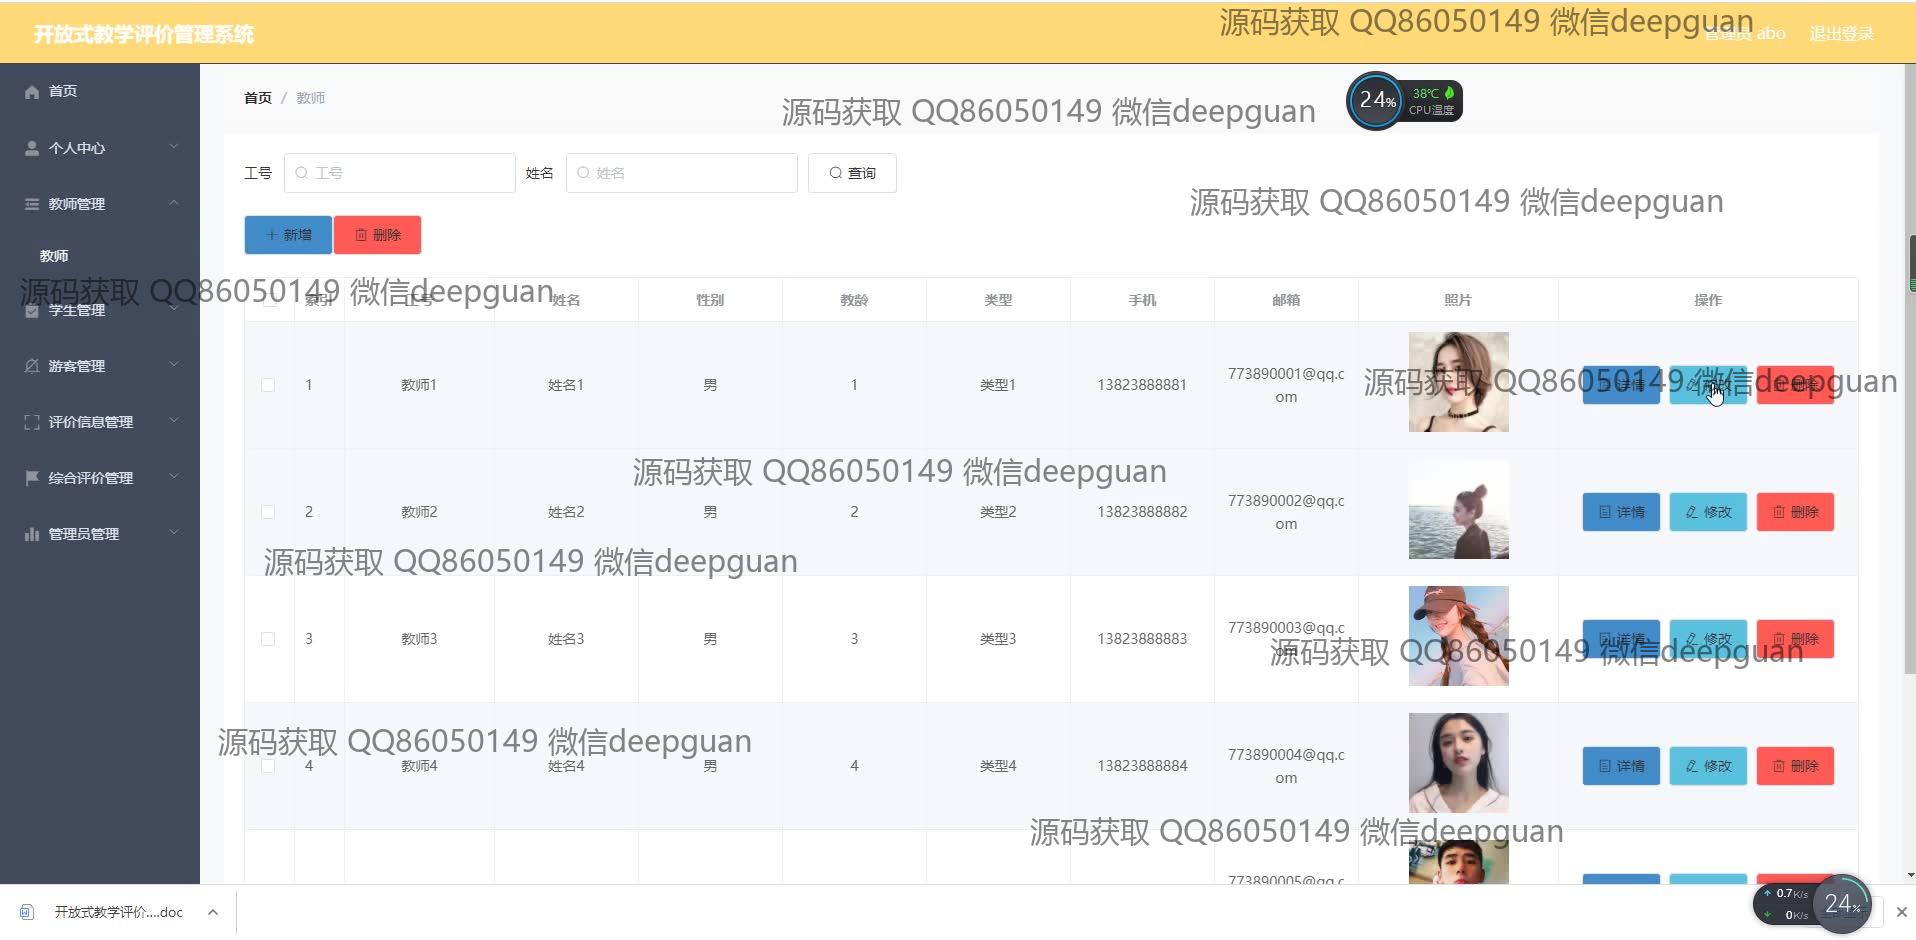 开放式教学评价管理系统
源码获取 QQ86050149 微信deepguan
管理员 abo
退出登录
首页
个人中心
教师管理
教师
学生管理
游客管理
评价信息管理
综合评价管理
管理员管理
首页 / 教师
源码获取 QQ86050149 微信deepguan
24%
38℃
CPU温度
工号 工号 姓名 姓名 查询
源码获取 QQ86050149 微信deepguan
新增 删除
源码获取 QQ86050149 微信deepguan
索引 工号 姓名 性别 教龄 类型 手机 邮箱 照片 操作
1 教师1 姓名1 男 1 类型1 13823888881 773890001@qq.c
om
详情 修改 删除
源码获取 QQ86050149 微信deepguan
源码获取 QQ86050149 微信deepguan
2 教师2 姓名2 男 2 类型2 13823888882 773890002@qq.c
om
详情 修改 删除
源码获取 QQ86050149 微信deepguan
3 教师3 姓名3 男 3 类型3 13823888883 773890003@qq.c
om
详情 修改 删除
源码获取 QQ86050149 微信deepguan
源码获取 QQ86050149 微信deepguan
4 教师4 姓名4 男 4 类型4 13823888884 773890004@qq.c
om
详情 修改 删除
源码获取 QQ86050149 微信deepguan
773890005@qq.c
开放式教学评价....doc
0.7K/s
0K/s
24%